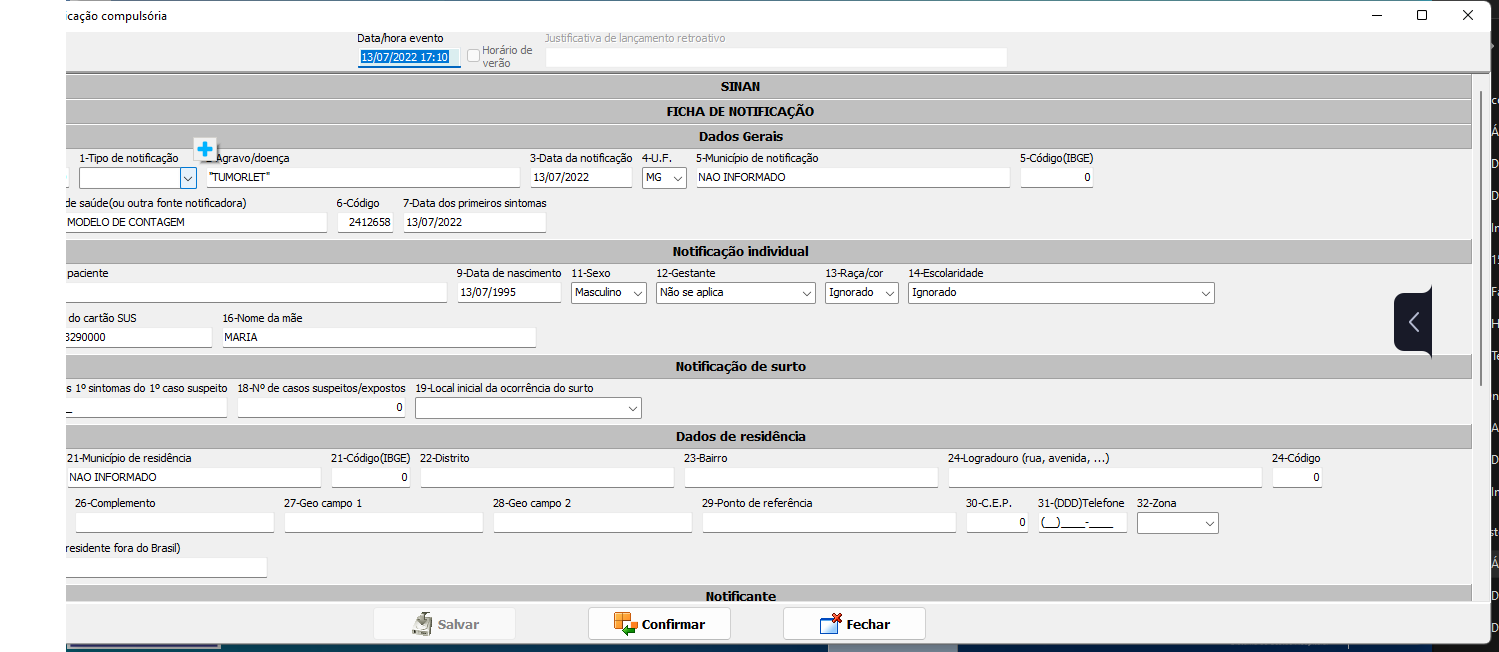 cação compulsória
Data/hora evento
Justificativa de lançamento retroativo
13/07/2022 17:10
Horário de verão
SINAN
FICHA DE NOTIFICAÇÃO
Dados Gerais
1-Tipo de notificação Agravo/doença 3-Data da notificação 4-U.F. 5-Município de notificação 5-Código(IBGE)
"TUMORLET" 13/07/2022 MG NAO INFORMADO 0
de saúde(ou outra fonte notificadora) 6-Código 7-Data dos primeiros sintomas
MODELO DE CONTAGEM 2412658 13/07/2022
Notificação individual
paciente 9-Data de nascimento 11-Sexo 12-Gestante 13-Raça/cor 14-Escolaridade
13/07/1995 Masculino Não se aplica Ignorado Ignorado
do cartão SUS 16-Nome da mãe
3290000 MARIA
Notificação de surto
s 1º sintomas do 1º caso suspeito 18-Nº de casos suspeitos/expostos 19-Local inicial da ocorrência do surto
_ 0
Dados de residência
21-Município de residência 21-Código(IBGE) 22-Distrito 23-Bairro 24-Logradouro (rua, avenida, ...) 24-Código
NAO INFORMADO 0 0
26-Complemento 27-Geo campo 1 28-Geo campo 2 29-Ponto de referência 30-C.E.P. 31-(DDD)Telefone 32-Zona
0 (__)____-____
residente fora do Brasil)
Notificante
Salvar Confirmar Fechar